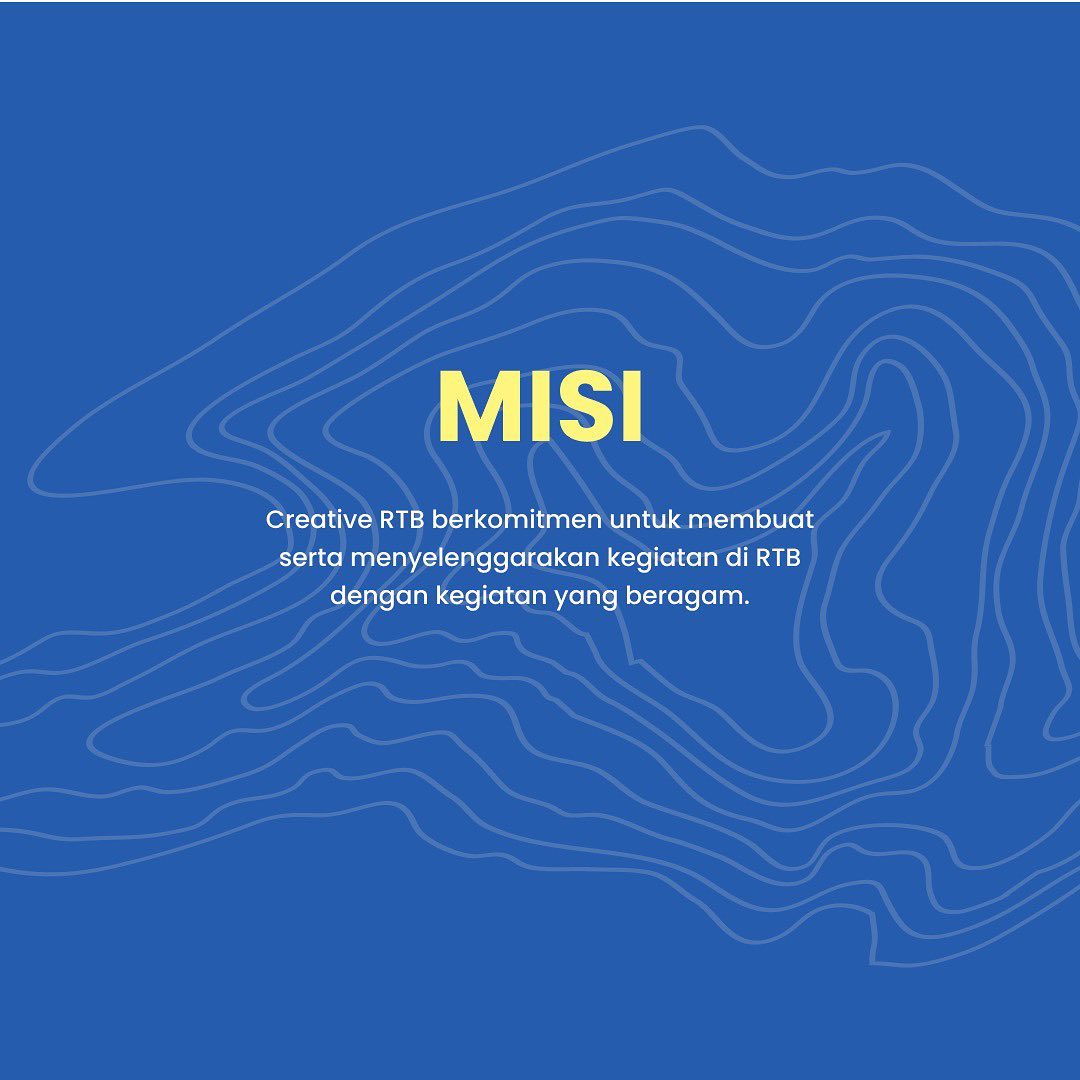 MISI
Creative RTB berkomitmen untuk membuat
serta menyelenggarakan kegiatan di RTB
dengan kegiatan yang beragam.